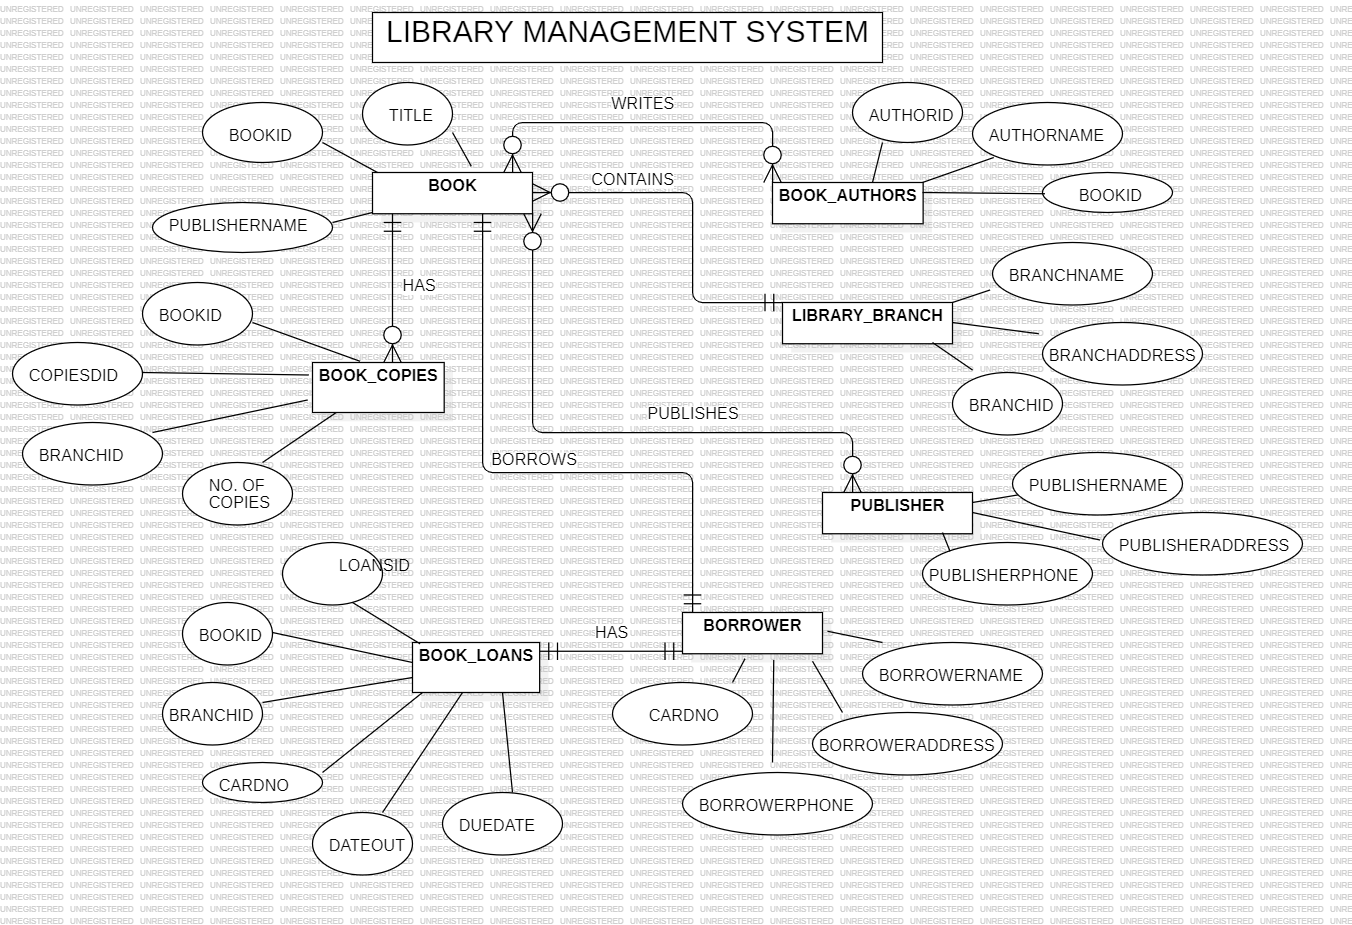 LIBRARY MANAGEMENT SYSTEM
WRITES
TITLE
AUTHORID
BOOKID
AUTHORNAME
BOOK
CONTAINS
BOOK_AUTHORS
BOOKID
PUBLISHERNAME
BRANCHNAME
HAS
BOOKID
LIBRARY_BRANCH
BRANCHADDRESS
COPIESDID
BOOK_COPIES
BRANCHID
PUBLISHES
BRANCHID
BORROWS
NO. OF
COPIES
PUBLISHERNAME
PUBLISHER
PUBLISHERADDRESS
PUBLISHERPHONE
LOANSID
BOOKID
HAS
BORROWER
BOOK_LOANS
BORROWERNAME
BRANCHID
CARDNO
BORROWERADDRESS
CARDNO
BORROWERPHONE
DUEDATE
DATEOUT
UNREGISTERED